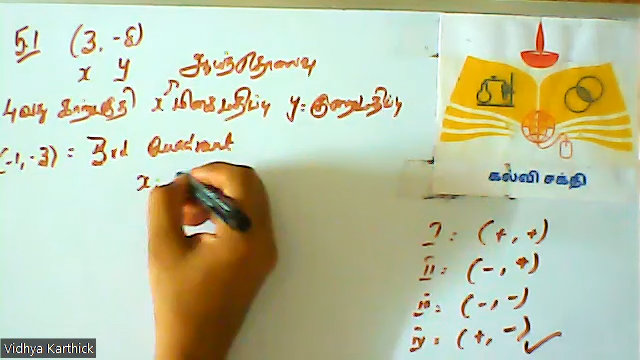 5.1 (3, -8)
x y ஆயத்தொலைவு
4வது கால்பகுதி x மிகைமதிப்பு y = குறைமதிப்பு
(-1, -3) = 3rd Quadrant
x
கல்வி சக்தி
I = (+, +)
II = (-, +)
III = (-, -)
IV = (+, -) ✓
Vidhya Karthick